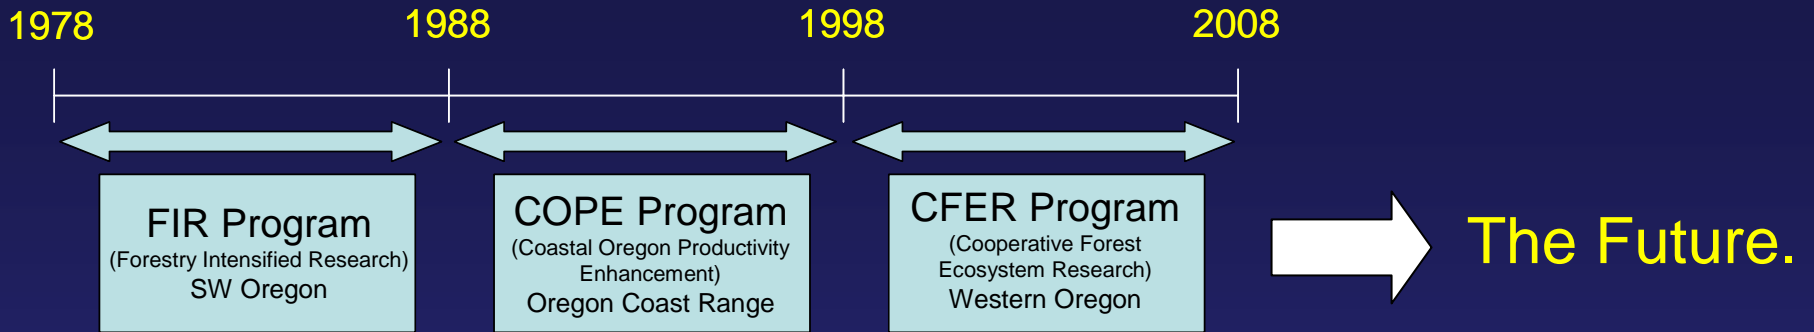 1978 1988 1998 2008
FIR Program
(Forestry Intensified Research)
SW Oregon
COPE Program
(Coastal Oregon Productivity
Enhancement)
Oregon Coast Range
CFER Program
(Cooperative Forest
Ecosystem Research)
Western Oregon
The Future.